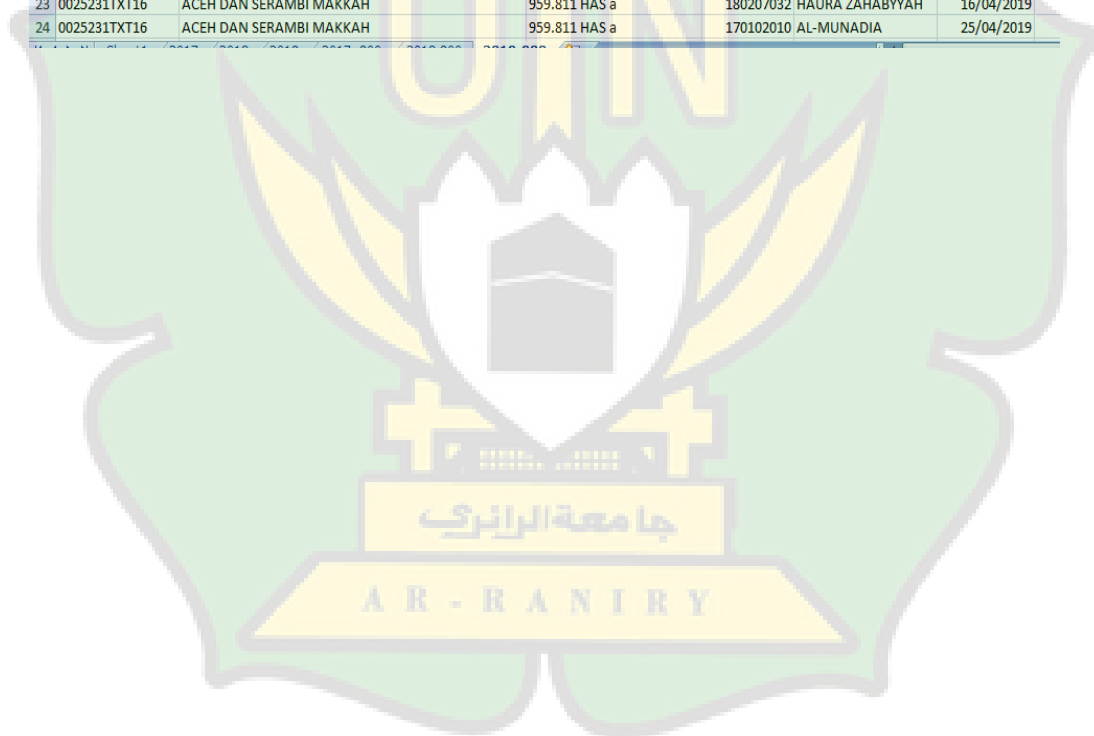 23 0025231TXT16 ACEH DAN SERAMBI MAKKAH 959.811 HAS a 180207032 HAURA ZAHABYYAH 16/04/2019
24 0025231TXT16 ACEH DAN SERAMBI MAKKAH 959.811 HAS a 170102010 AL-MUNADIA 25/04/2019
UIN
جامعة الرانري
AR-RANIRY